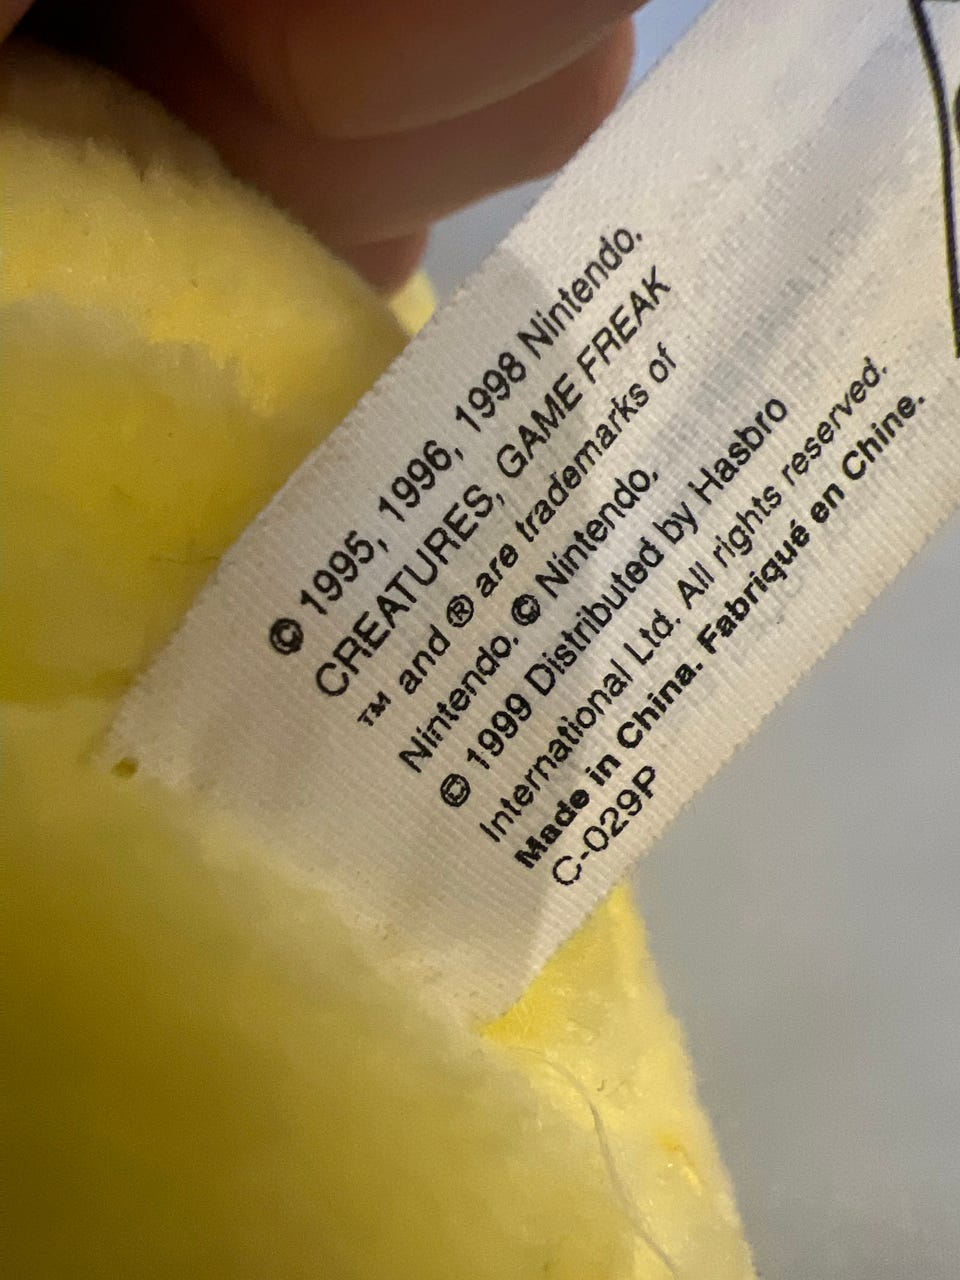 © 1995, 1996, 1998 Nintendo,
CREATURES, GAME FREAK
™ and ® are trademarks of
Nintendo. © Nintendo.
© 1999 Distributed by Hasbro
International Ltd. All rights reserved.
Made in China. Fabriqué en Chine.
C-029P